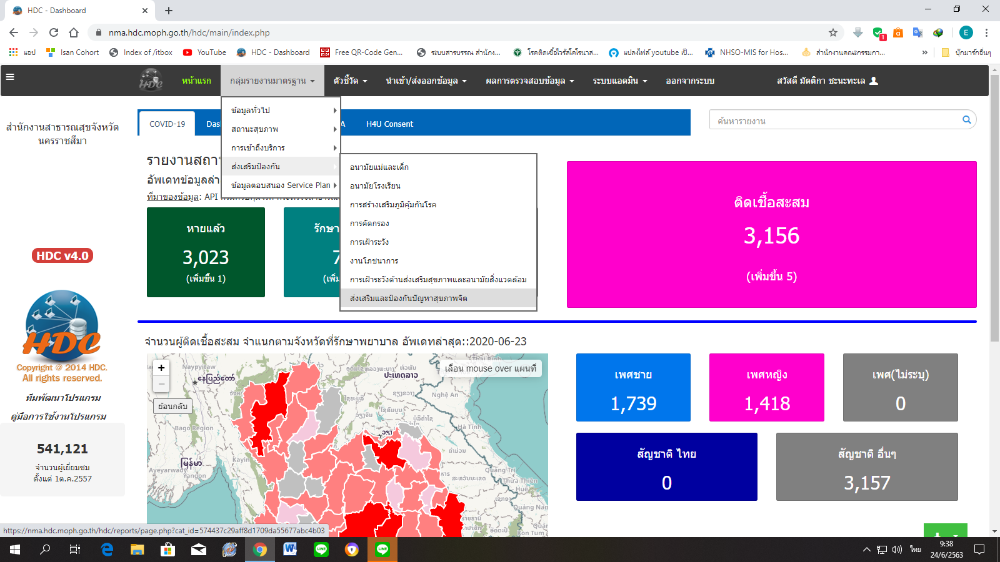 HDC - Dashboard
nma.hdc.moph.go.th/hdc/main/index.php
E
1
แอป
Isan Cohort
Index of /itbox
YouTube
HDC - Dashboard
Free QR-Code Gen...
ระบบสารบรรณ สำนักง...
โรคติดเชื้อไวรัสโคโรนาส...
แปลงไฟล์ youtube เป็...
NHSO-MIS for Hos...
สำนักงานคณะกรรมกา...
»
บุ๊กมาร์กอื่นๆ
HDC
หน้าแรก
กลุ่มรายงานมาตรฐาน
ตัวชี้วัด
นำเข้า/ส่งออกข้อมูล
ผลการตรวจสอบข้อมูล
ระบบแอดมิน
ออกจากระบบ
สวัสดี มัตติกา ชะนะทะเล
ข้อมูลทั่วไป
สถานะสุขภาพ
การเข้าถึงบริการ
ส่งเสริมป้องกัน
ข้อมูลตอบสนอง Service Plan
อนามัยแม่และเด็ก
อนามัยโรงเรียน
การสร้างเสริมภูมิคุ้มกันโรค
การคัดกรอง
การเฝ้าระวัง
งานโภชนาการ
การเฝ้าระวังด้านส่งเสริมสุขภาพและอนามัยสิ่งแวดล้อม
ส่งเสริมและป้องกันปัญหาสุขภาพจิต
สำนักงานสาธารณสุขจังหวัด
นครราชสีมา
COVID-19
Das
A
H4U Consent
ค้นหารายงาน
รายงานสถา
อัพเดทข้อมูลล่า
ที่มาของข้อมูล: API
หายแล้ว
3,023
(เพิ่มขึ้น 1)
รักษา
7
(เพิ่ม
ติดเชื้อสะสม
3,156
(เพิ่มขึ้น 5)
HDC v4.0
HDC
Copyright @ 2014 HDC.
All rights reserved.
ทีมพัฒนาโปรแกรม
คู่มือการใช้งานโปรแกรม
541,121
จำนวนผู้เยี่ยมชม
ตั้งแต่ 1ต.ค.2557
จำนวนผู้ติดเชื้อสะสม จำแนกตามจังหวัดที่รักษาพยาบาล อัพเดทล่าสุด::2020-06-23
+
−
ย้อนกลับ
เลื่อน mouse over แผนที่
Naypyitaw
နေပြည်တော်
ປະເທດລາວ
Nghệ An
Hà Tĩnh
Bago Region
မြန်မာ
Kayin
Ayeyarwady
Yangon
Quảng Trị
Thừa Thiên
Huế
Quảng Nam
Kon Tum
เพศชาย
1,739
เพศหญิง
1,418
เพศ(ไม่ระบุ)
0
สัญชาติ ไทย
0
สัญชาติ อื่นๆ
3,157
https://nma.hdc.moph.go.th/hdc/reports/page.php?cat_id=574437c29aff8d1709da55677abc4b03
ไทย
9:38
24/6/2563